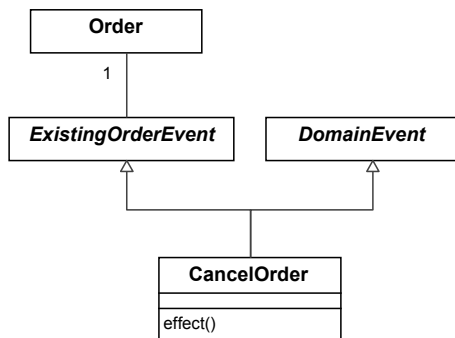 Order
1
ExistingOrderEvent
DomainEvent
CancelOrder
effect()